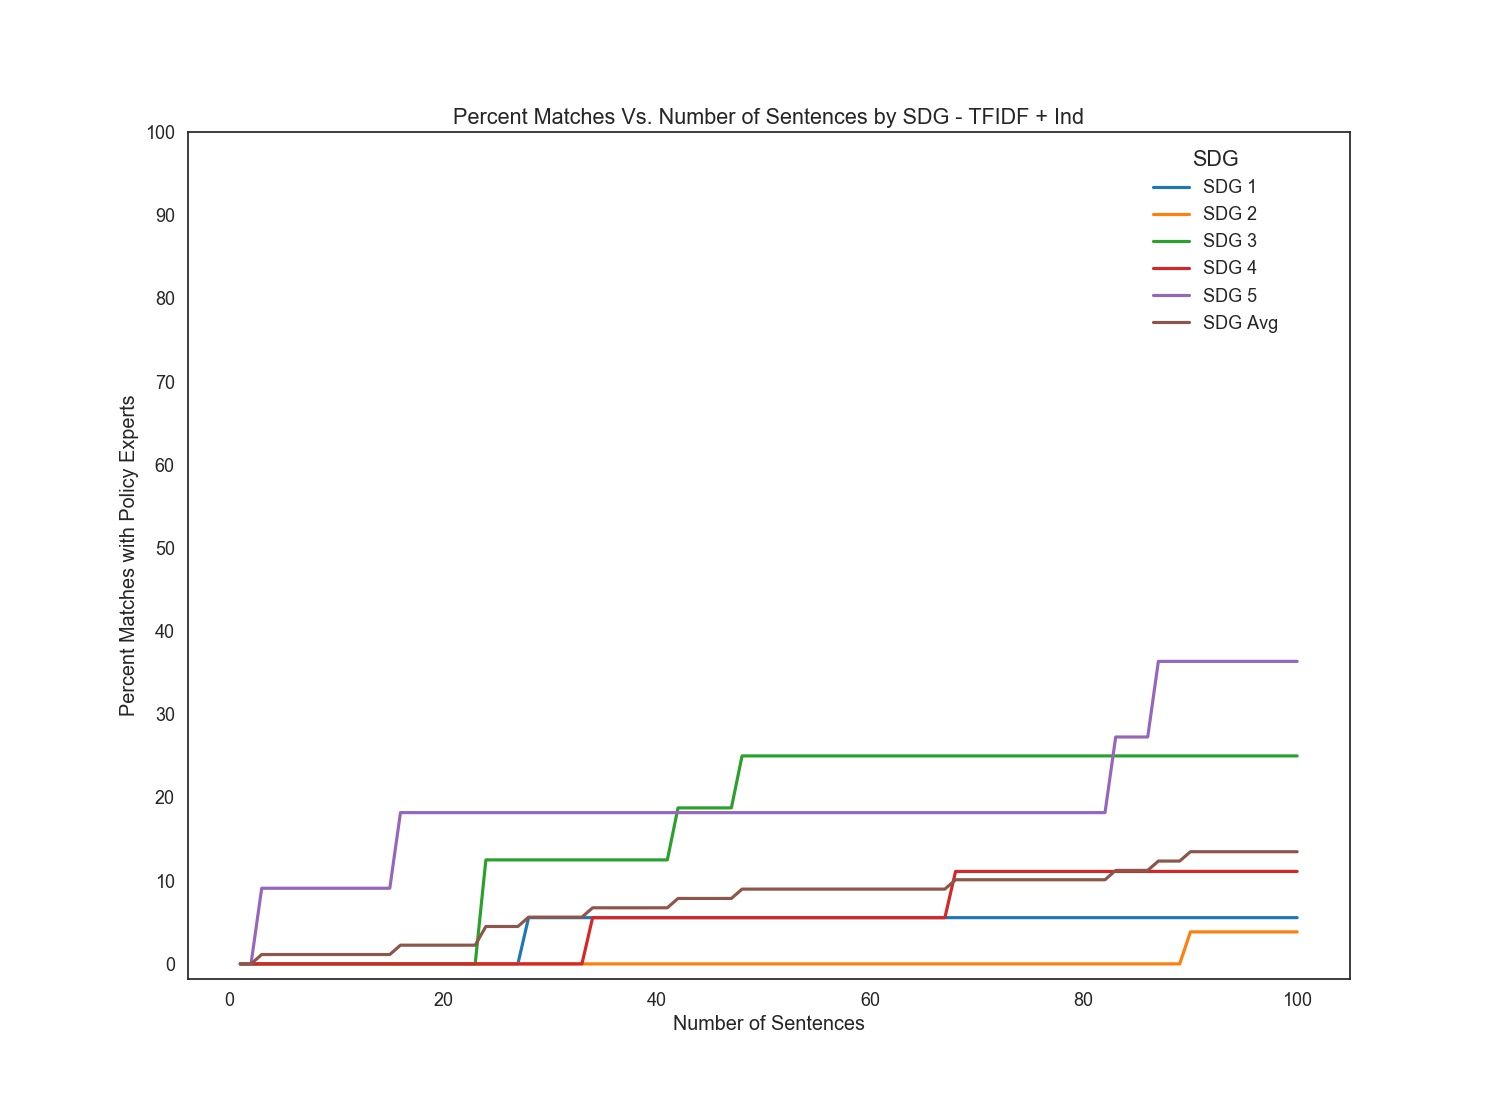 Percent Matches Vs. Number of Sentences by SDG - TFIDF + Ind
100
90
80
70
60
50
40
30
20
10
0
Percent Matches with Policy Experts
SDG
SDG 1
SDG 2
SDG 3
SDG 4
SDG 5
SDG Avg
0 20 40 60 80 100
Number of Sentences